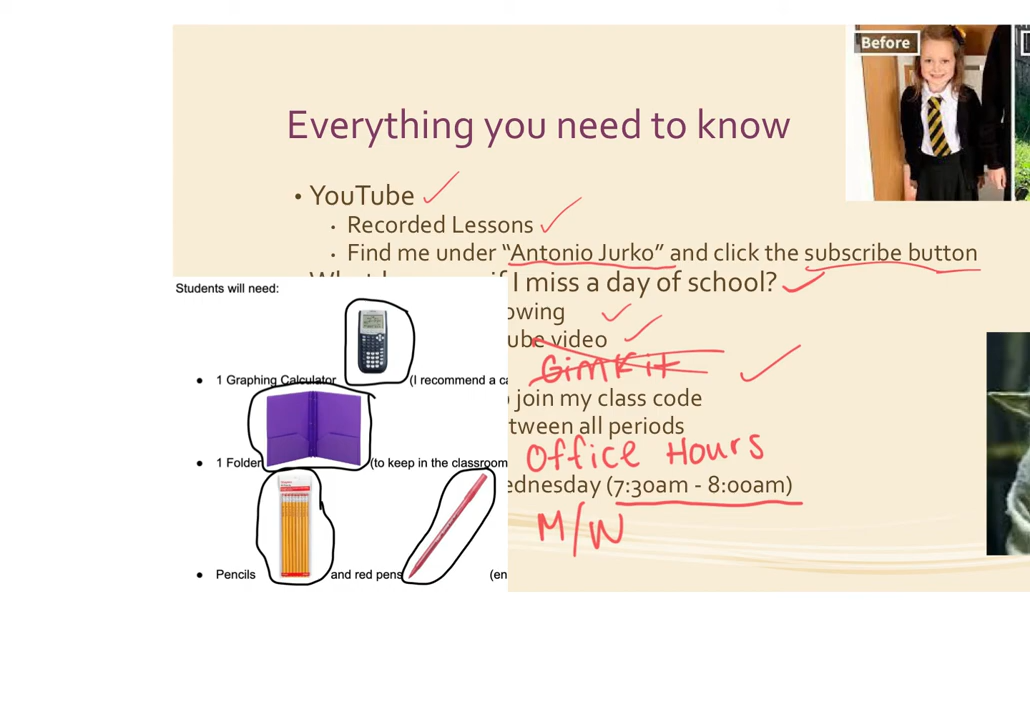 Before
Everything you need to know
• YouTube
• Recorded Lessons
• Find me under “Antonio Jurko” and click the subscribe button
if I miss a day of school?
owing
ube video
GimKit
join my class code
tween all periods
Office Hours
ednesday (7:30am - 8:00am)
M/W
Students will need:
● 1 Graphing Calculator (I recommend a ca
● 1 Folder (to keep in the classroom
● Pencils and red pens (en